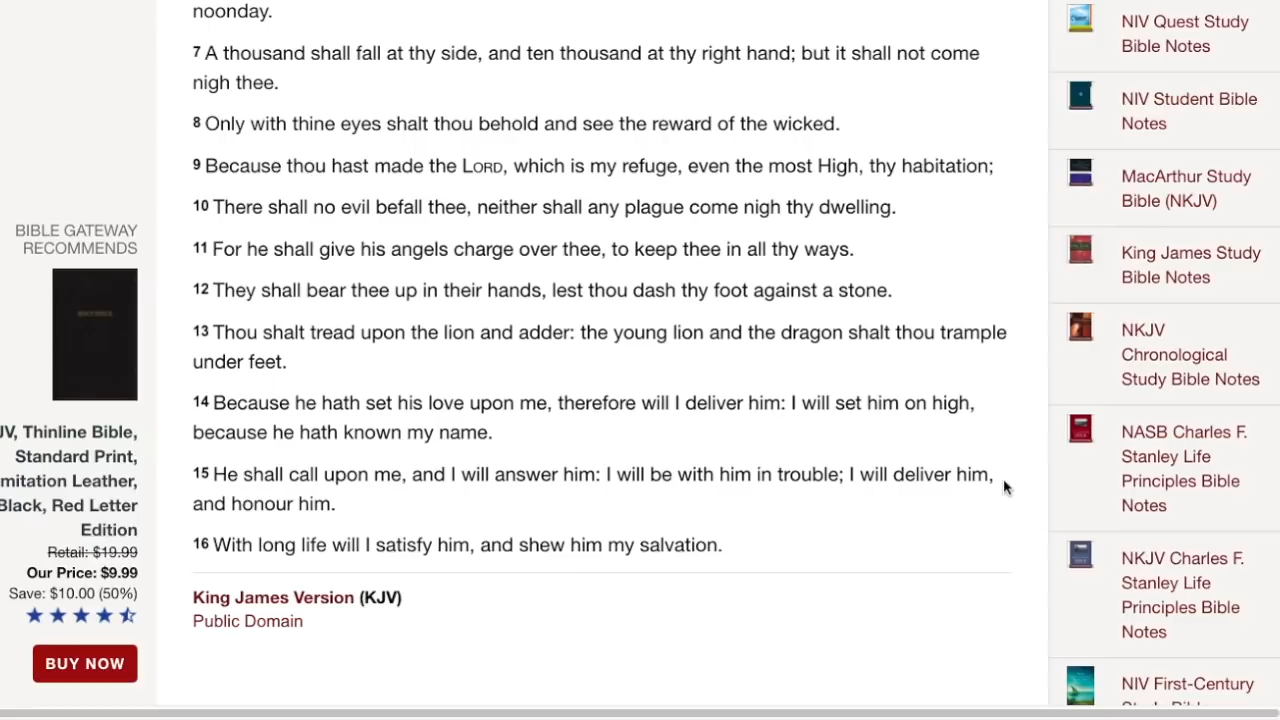 noonday.
7 A thousand shall fall at thy side, and ten thousand at thy right hand; but it shall not come
nigh thee.
8 Only with thine eyes shalt thou behold and see the reward of the wicked.
9 Because thou hast made the LORD, which is my refuge, even the most High, thy habitation;
10 There shall no evil befall thee, neither shall any plague come nigh thy dwelling.
11 For he shall give his angels charge over thee, to keep thee in all thy ways.
12 They shall bear thee up in their hands, lest thou dash thy foot against a stone.
13 Thou shalt tread upon the lion and adder: the young lion and the dragon shalt thou trample
under feet.
14 Because he hath set his love upon me, therefore will I deliver him: I will set him on high,
because he hath known my name.
15 He shall call upon me, and I will answer him: I will be with him in trouble; I will deliver him,
and honour him.
16 With long life will I satisfy him, and shew him my salvation.
King James Version (KJV)
Public Domain
BIBLE GATEWAY
RECOMMENDS
HOLY BIBLE
JV, Thinline Bible,
Standard Print,
mitation Leather,
Black, Red Letter
Edition
Retail: $19.99
Our Price: $9.99
Save: $10.00 (50%)
BUY NOW
NIV Quest Study
Bible Notes
NIV Student Bible
Notes
MacArthur Study
Bible (NKJV)
King James Study
Bible Notes
NKJV
Chronological
Study Bible Notes
NASB Charles F.
Stanley Life
Principles Bible
Notes
NKJV Charles F.
Stanley Life
Principles Bible
Notes
NIV First-Century
Study Bible